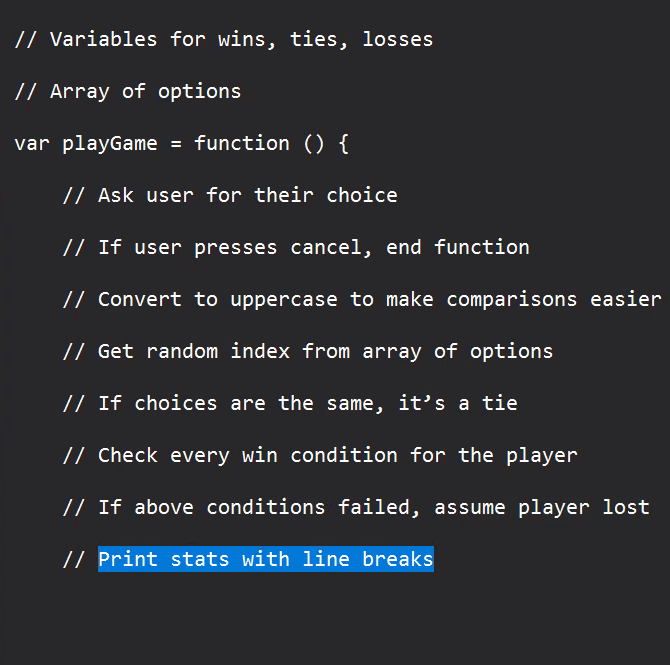 // Variables for wins, ties, losses
// Array of options
var playGame = function () {
// Ask user for their choice
// If user presses cancel, end function
// Convert to uppercase to make comparisons easier
// Get random index from array of options
// If choices are the same, it’s a tie
// Check every win condition for the player
// If above conditions failed, assume player lost
// Print stats with line breaks